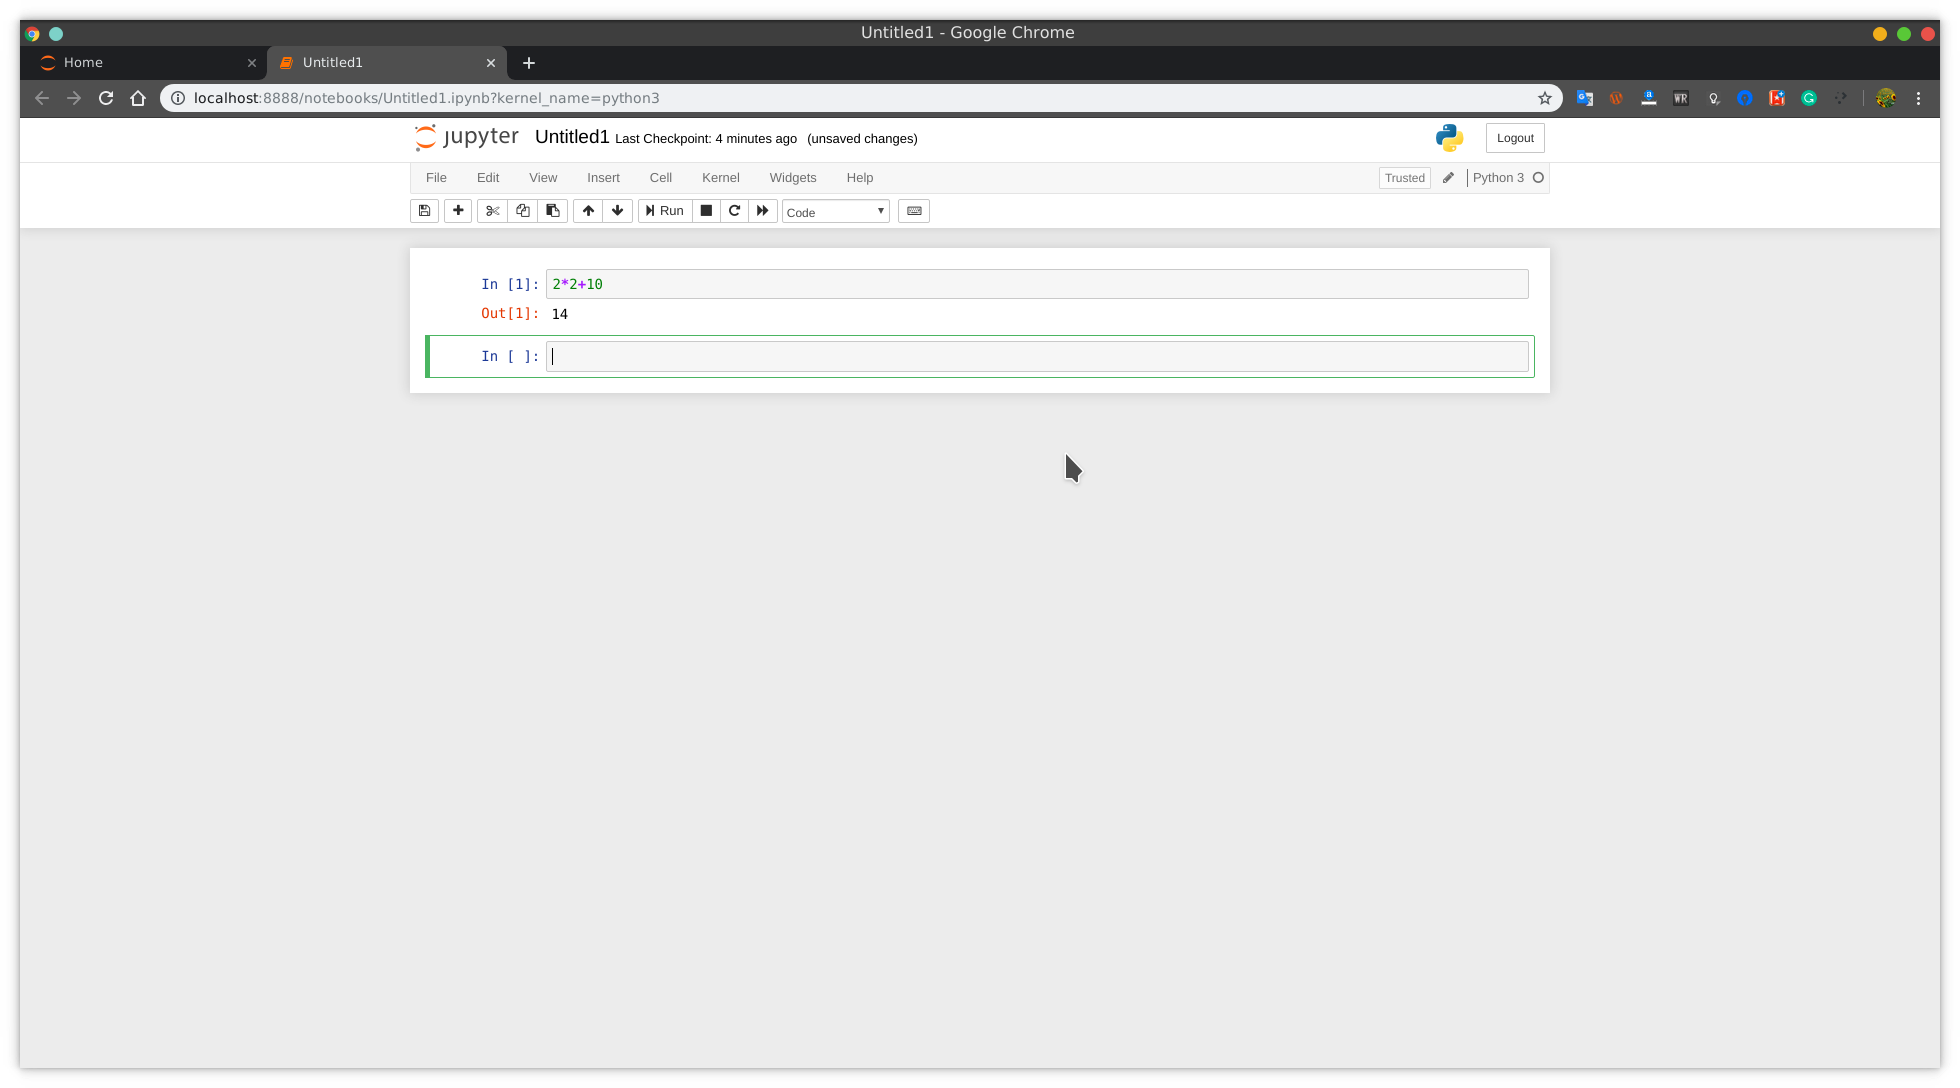 Untitled1 - Google Chrome
Home
Untitled1
localhost:8888/notebooks/Untitled1.ipynb?kernel_name=python3
WR
jupyter Untitled1 Last Checkpoint: 4 minutes ago (unsaved changes)
Logout
File Edit View Insert Cell Kernel Widgets Help
Trusted
Python 3
Run
Code
In [1]: 2*2+10
Out[1]: 14
In [ ]: